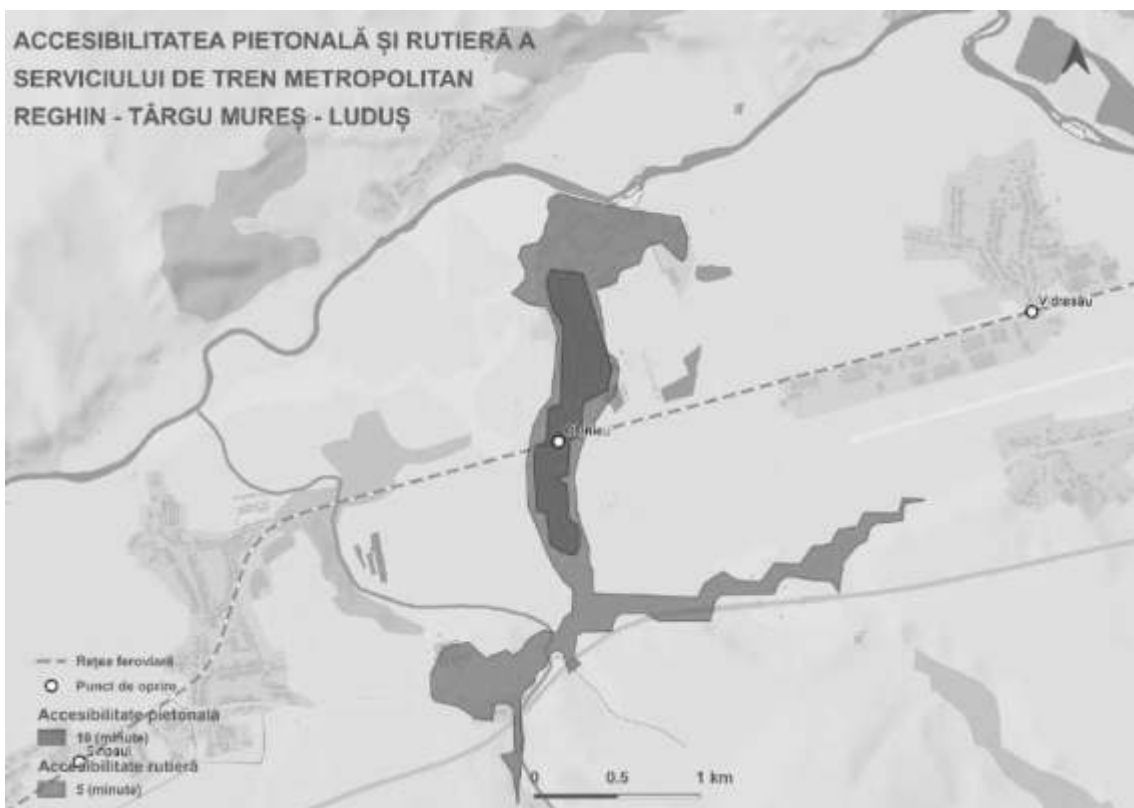 ACCESIBILITATEA PIETONALĂ ȘI RUTIERĂ A
SERVICIULUI DE TREN METROPOLITAN
REGHIN - TÂRGU MUREȘ - LUDUȘ
Vidrasău
Rețea feroviară
Punct de oprire
Accesibilitate pietonală
10 (minute)
Accesibilitate rutieră
5 (minute)
0 0.5 1 km